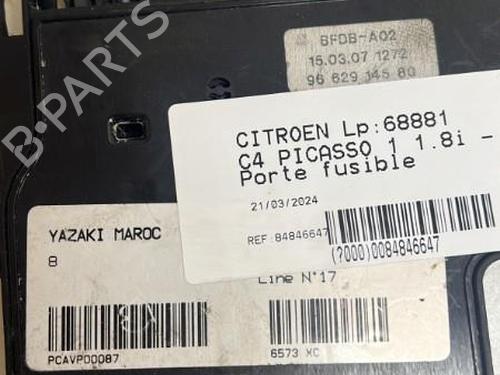 BFDB-A02
15.03.07 1272
96 629 145 80
CITROEN Lp:68881
C4 PICASSO 1 1.8i -
Porte fusible
21/03/2024
REF:84846647
(?000)0084846647
YAZAKI MAROC
8
Line N°17
PCAVP00087
6573 XC
B-PARTS